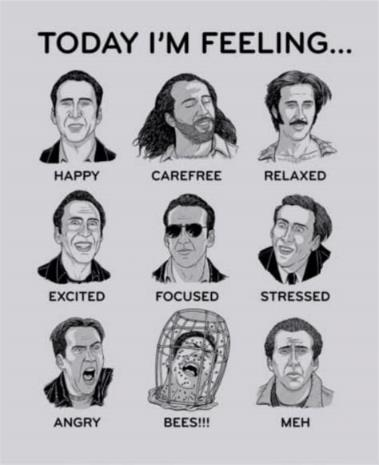 TODAY I'M FEELING...
HAPPY CAREFREE RELAXED
EXCITED FOCUSED STRESSED
ANGRY BEES!!! MEH